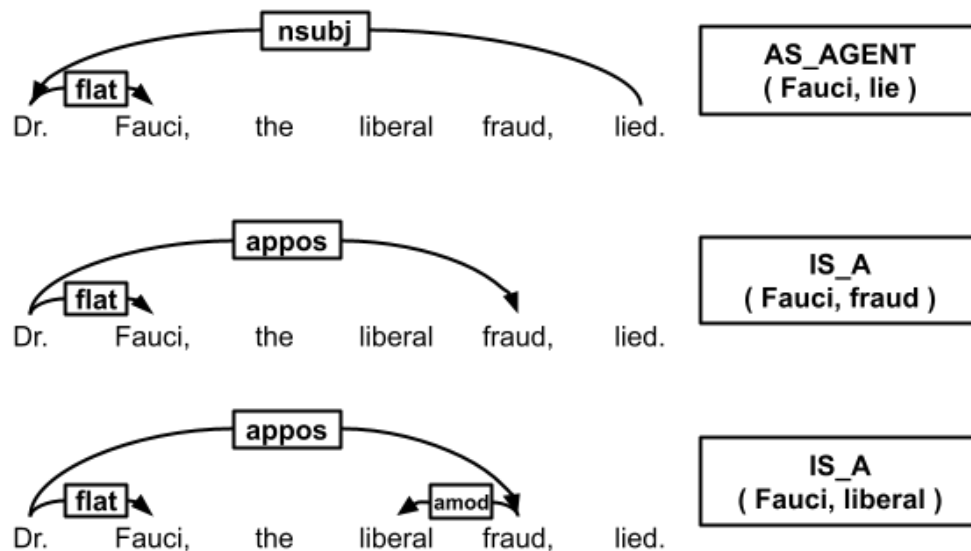 nsubj
AS_AGENT
( Fauci, lie )
flat
Dr. Fauci, the liberal fraud, lied.
appos
IS_A
( Fauci, fraud )
flat
Dr. Fauci, the liberal fraud, lied.
appos
IS_A
( Fauci, liberal )
flat amod
Dr. Fauci, the liberal fraud, lied.